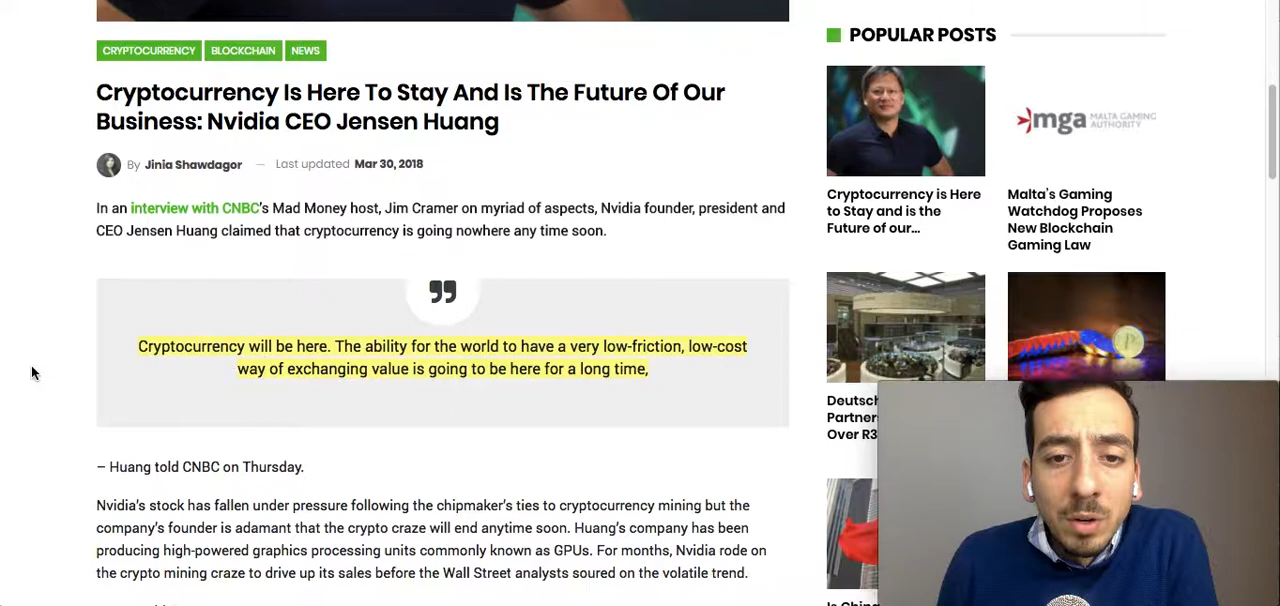 CRYPTOCURRENCY BLOCKCHAIN NEWS
Cryptocurrency Is Here To Stay And Is The Future Of Our
Business: Nvidia CEO Jensen Huang
By Jinia Shawdagor — Last updated Mar 30, 2018
In an interview with CNBC's Mad Money host, Jim Cramer on myriad of aspects, Nvidia founder, president and
CEO Jensen Huang claimed that cryptocurrency is going nowhere any time soon.
Cryptocurrency will be here. The ability for the world to have a very low-friction, low-cost
way of exchanging value is going to be here for a long time,
– Huang told CNBC on Thursday.
Nvidia's stock has fallen under pressure following the chipmaker's ties to cryptocurrency mining but the
company's founder is adamant that the crypto craze will end anytime soon. Huang's company has been
producing high-powered graphics processing units commonly known as GPUs. For months, Nvidia rode on
the crypto mining craze to drive up its sales before the Wall Street analysts soured on the volatile trend.
POPULAR POSTS
Cryptocurrency is Here
to Stay and is the
Future of our...
mga MALTA GAMING
AUTHORITY
Malta's Gaming
Watchdog Proposes
New Blockchain
Gaming Law
Deutsch
Partner
Over R3